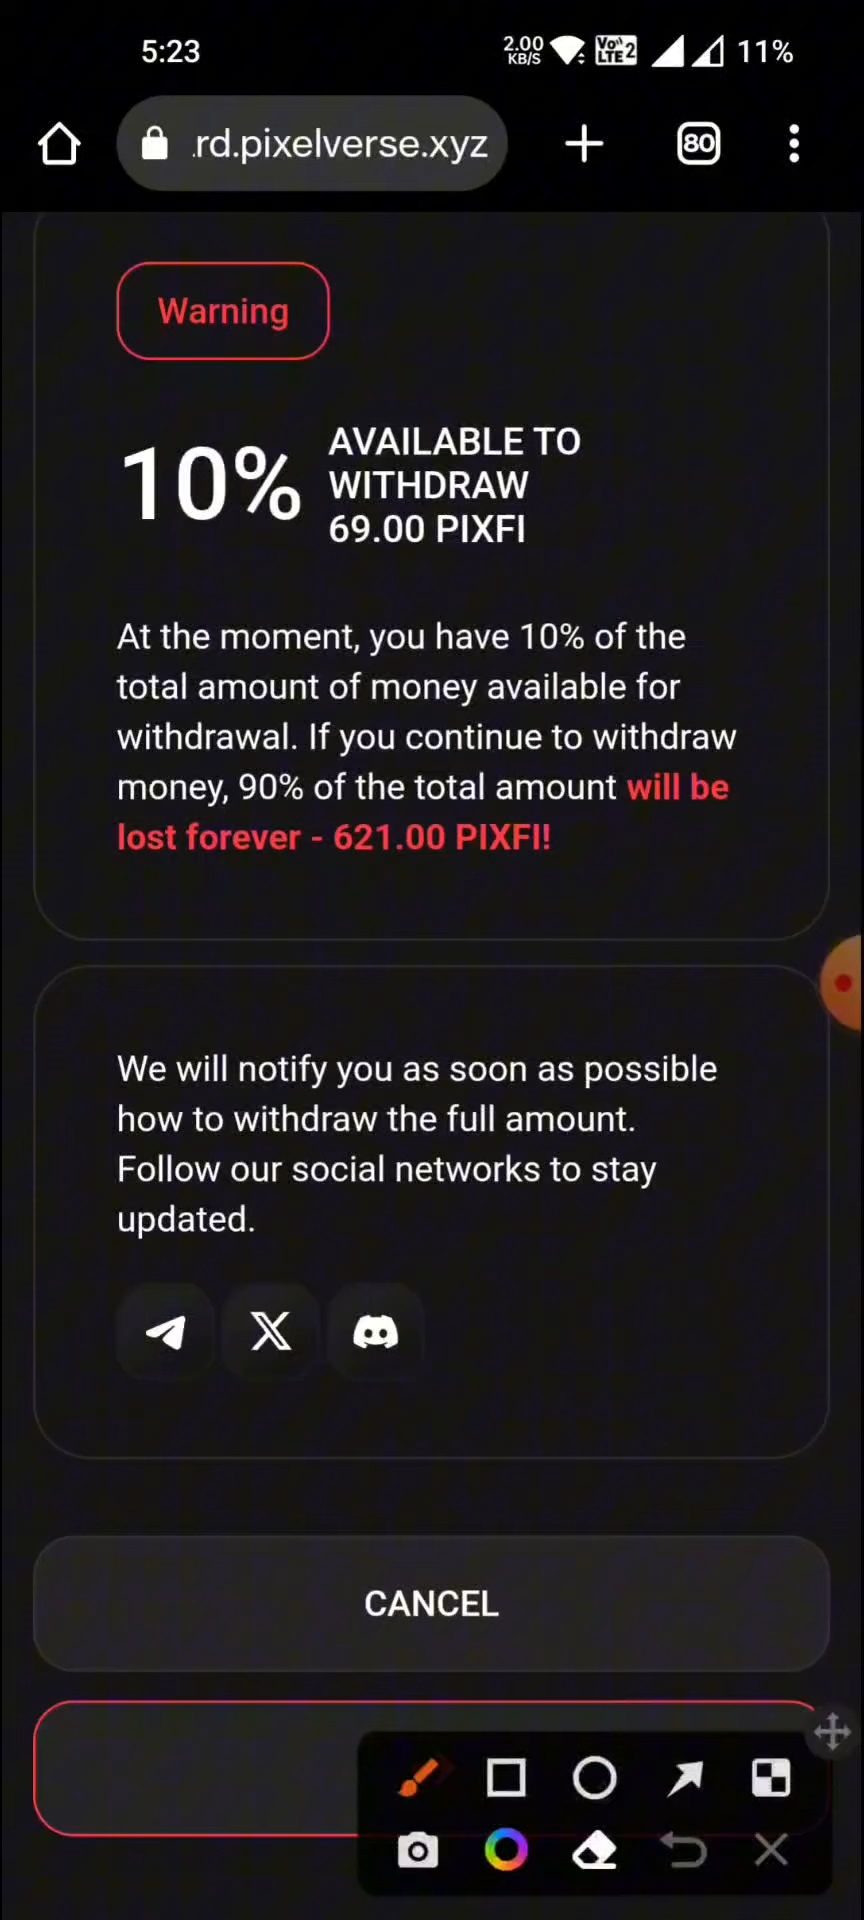 5:23
2.00
KB/S
Vo))
LTE 2
11%
.rd.pixelverse.xyz
80
Warning
10%
AVAILABLE TO
WITHDRAW
69.00 PIXFI
At the moment, you have 10% of the
total amount of money available for
withdrawal. If you continue to withdraw
money, 90% of the total amount will be
lost forever - 621.00 PIXFI!
We will notify you as soon as possible
how to withdraw the full amount.
Follow our social networks to stay
updated.
CANCEL